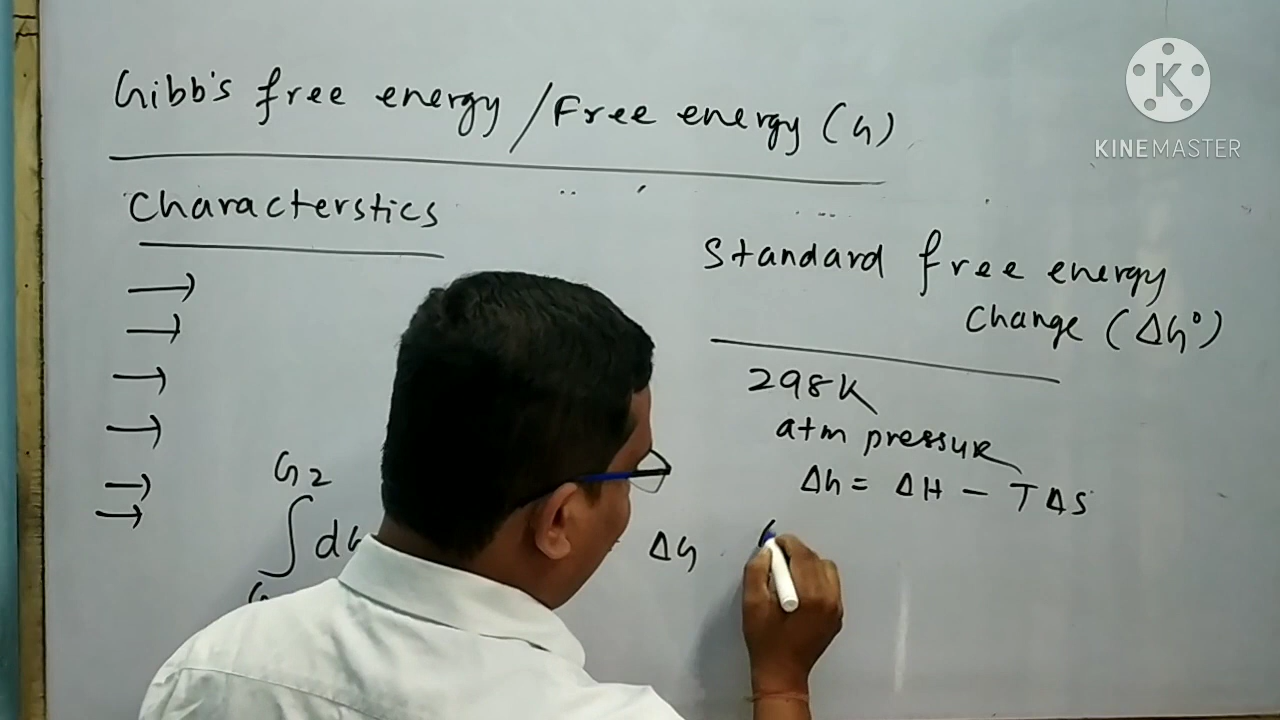 Gibb's free energy / Free energy (G)
Characterstics
→
→
→
→
→
→
G2
∫ dG
ΔG
Standard free energy
change (ΔG°)
298K
atm pressure
ΔG = ΔH - TΔS
K
KINEMASTER